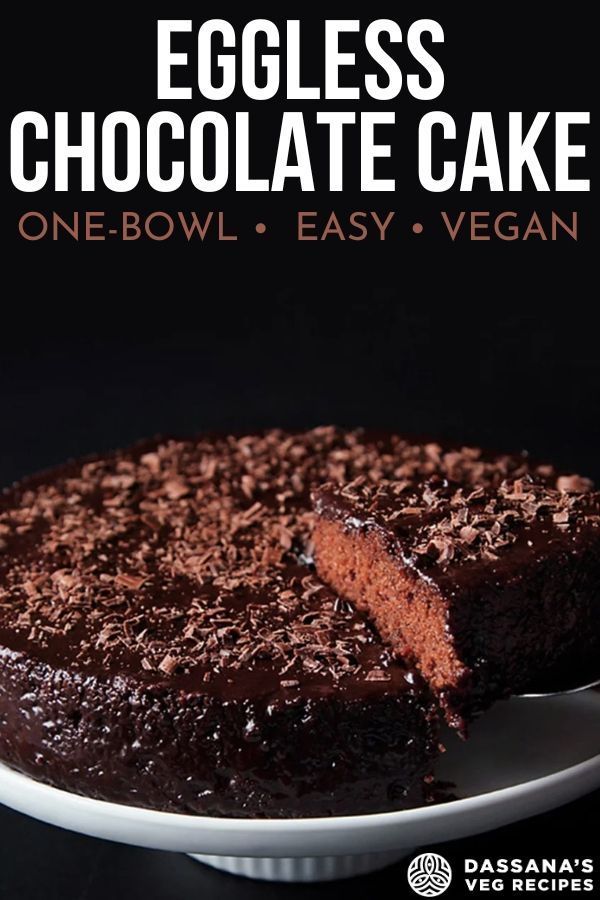 EGGLESS
CHOCOLATE CAKE
ONE-BOWL • EASY • VEGAN
DASSANA'S
VEG RECIPES